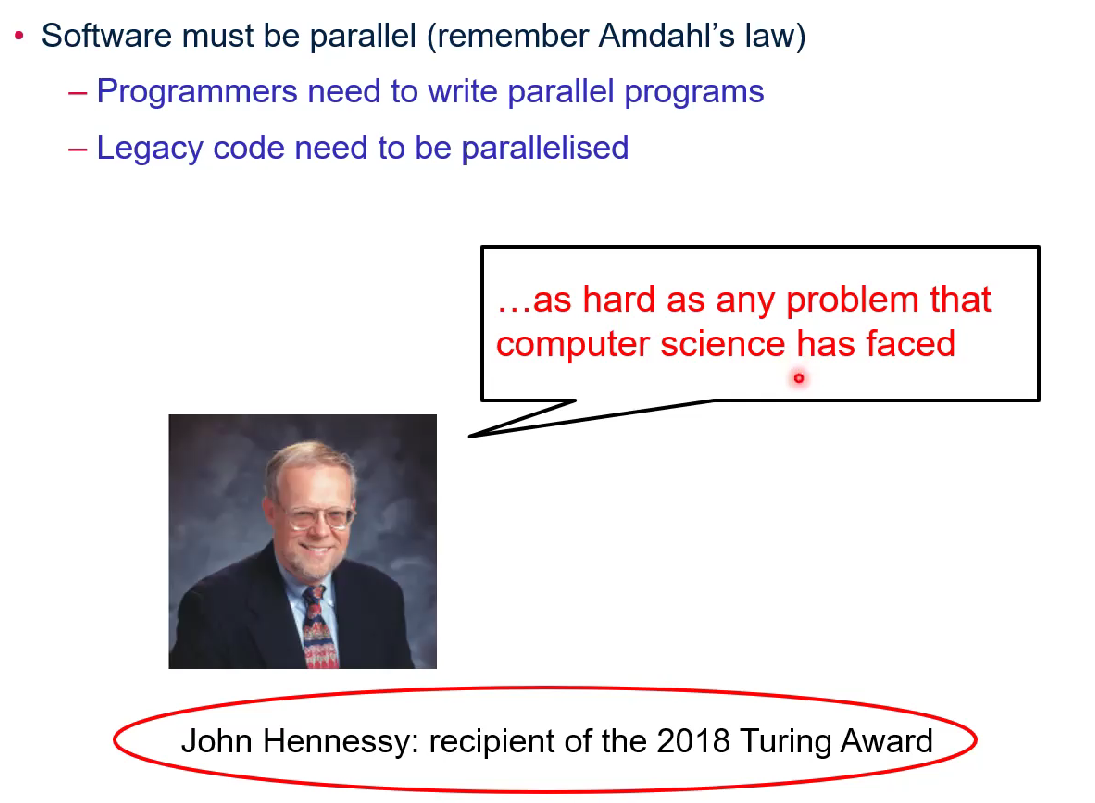 • Software must be parallel (remember Amdahl’s law)
– Programmers need to write parallel programs
– Legacy code need to be parallelised
…as hard as any problem that
computer science has faced
John Hennessy: recipient of the 2018 Turing Award